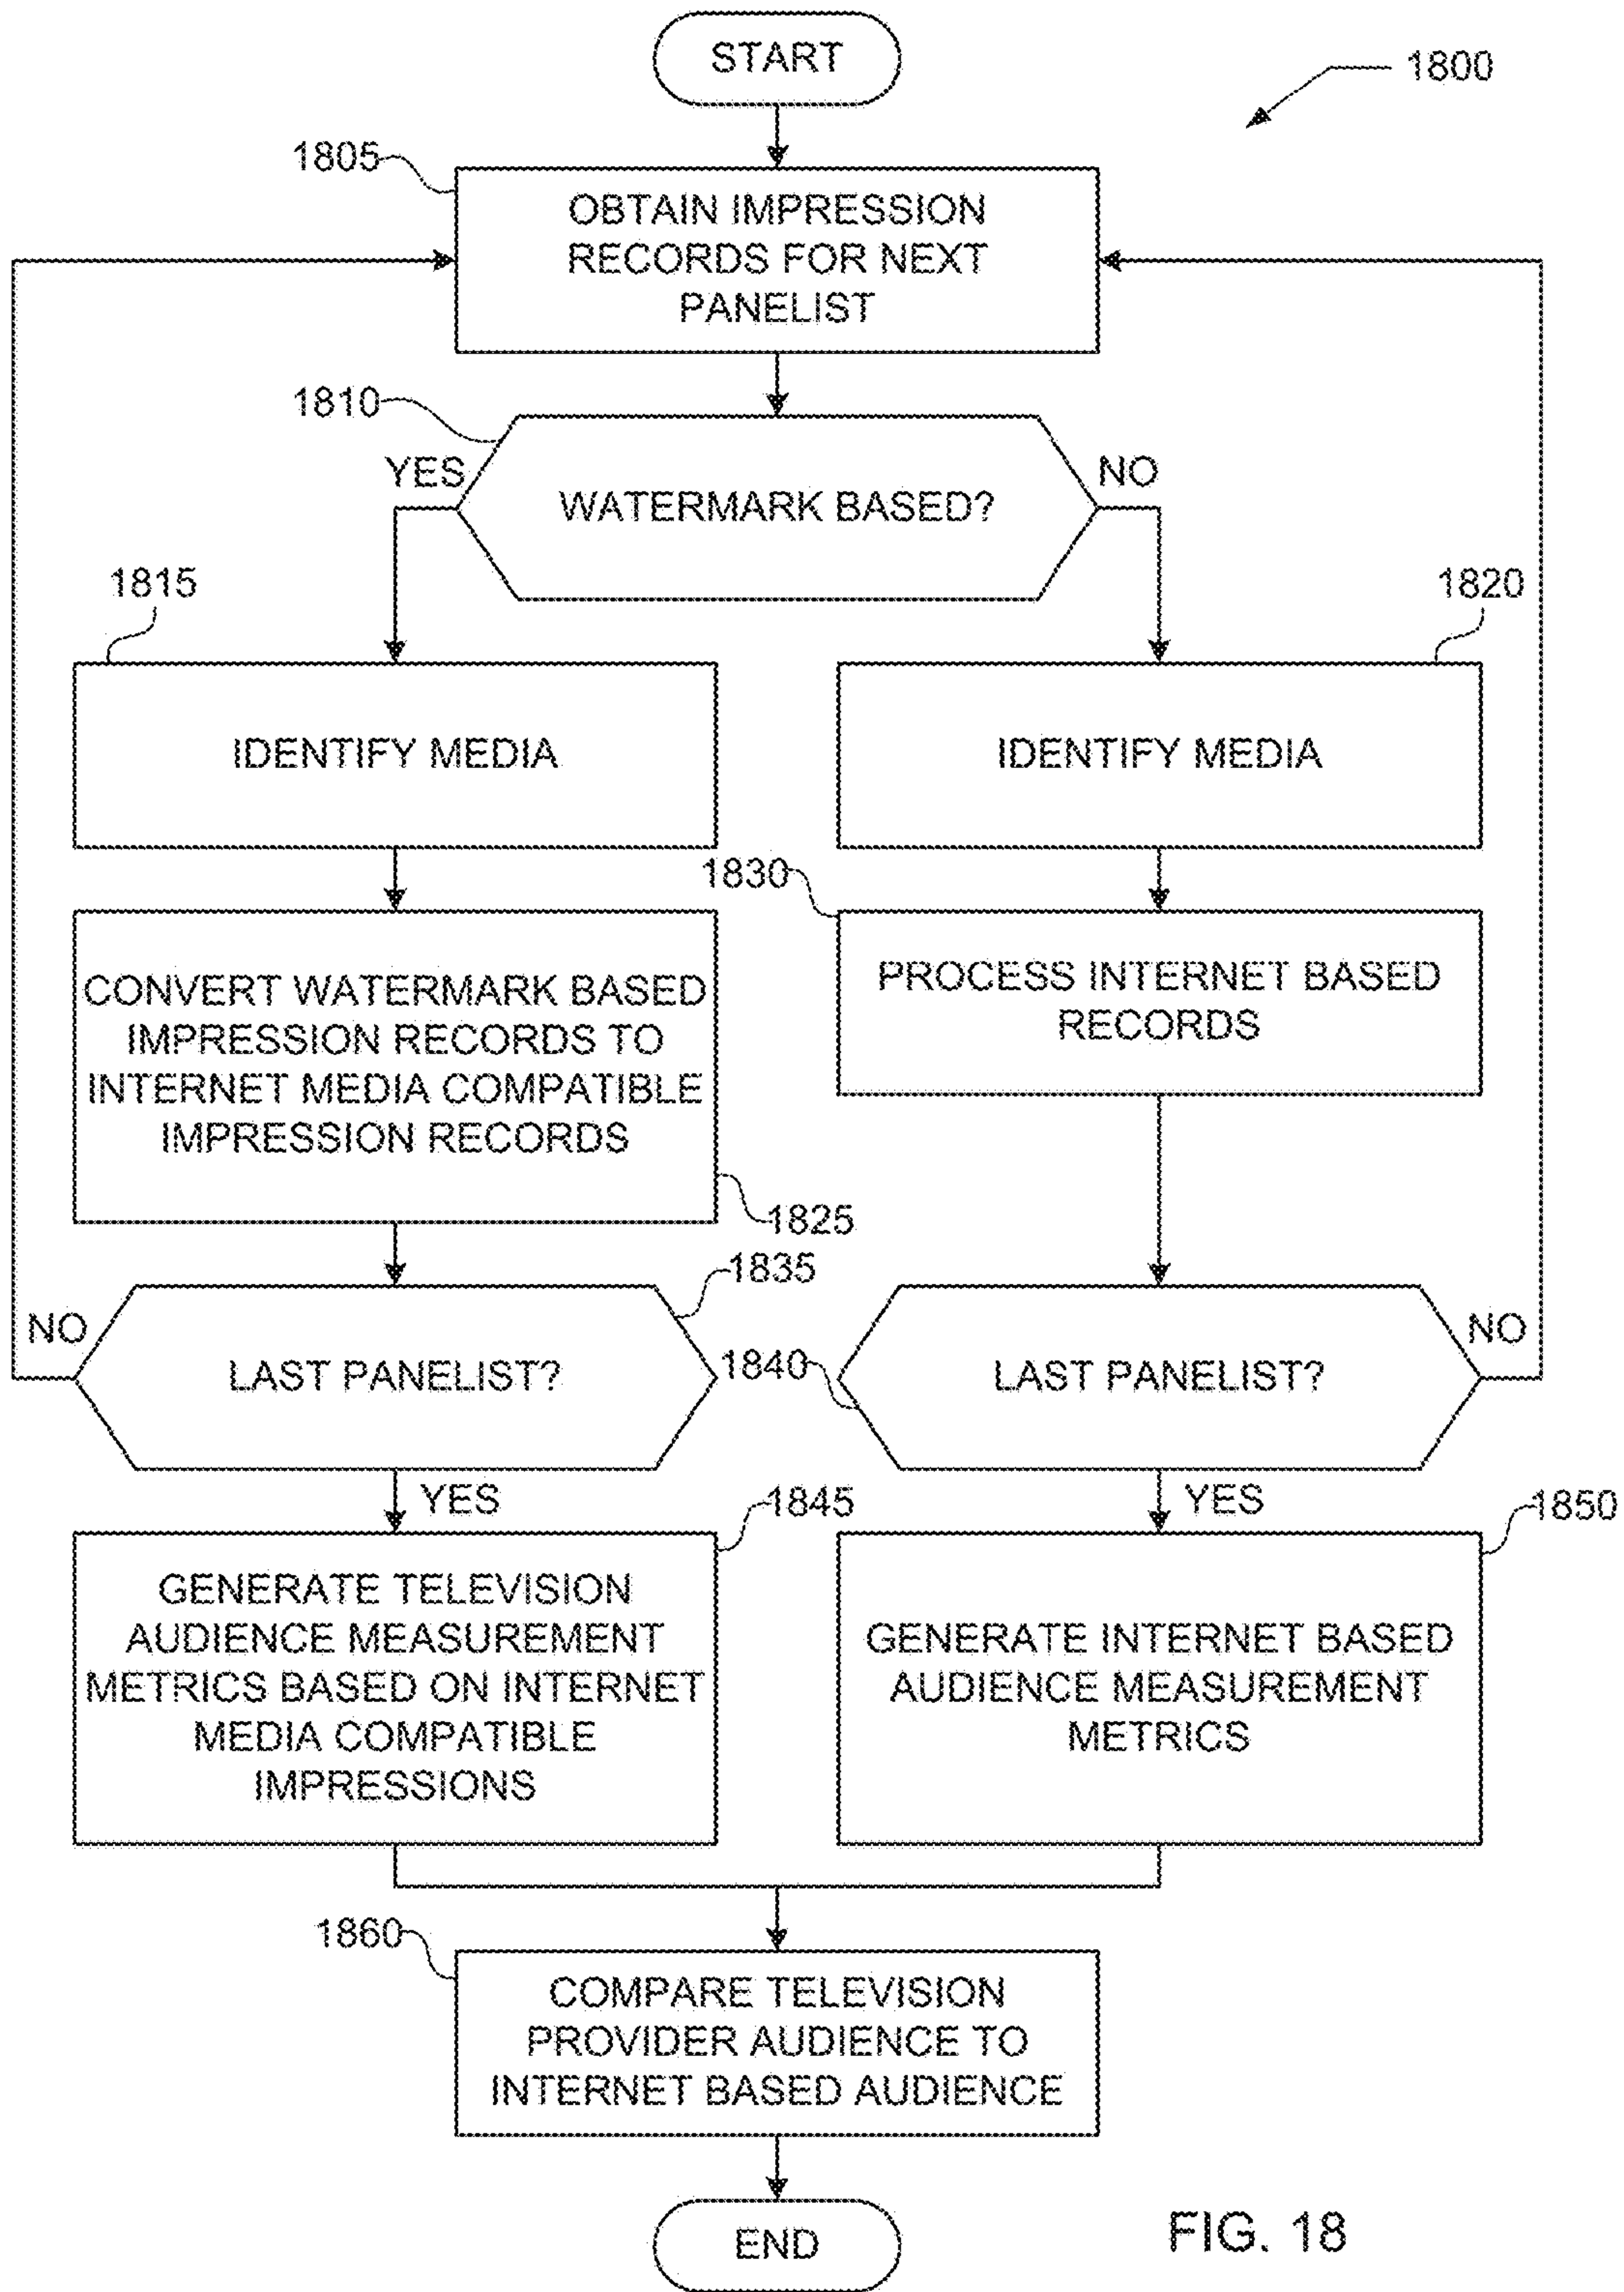 START
1800
1805
OBTAIN IMPRESSION
RECORDS FOR NEXT
PANELIST
1810
YES
NO
WATERMARK BASED?
1815
1820
IDENTIFY MEDIA
IDENTIFY MEDIA
1830
CONVERT WATERMARK BASED
IMPRESSION RECORDS TO
INTERNET MEDIA COMPATIBLE
IMPRESSION RECORDS
PROCESS INTERNET BASED
RECORDS
1825
1835
NO
LAST PANELIST?
1840
LAST PANELIST?
NO
YES
1845
YES
1850
GENERATE TELEVISION
AUDIENCE MEASUREMENT
METRICS BASED ON INTERNET
MEDIA COMPATIBLE
IMPRESSIONS
GENERATE INTERNET BASED
AUDIENCE MEASUREMENT
METRICS
1860
COMPARE TELEVISION
PROVIDER AUDIENCE TO
INTERNET BASED AUDIENCE
END
FIG. 18